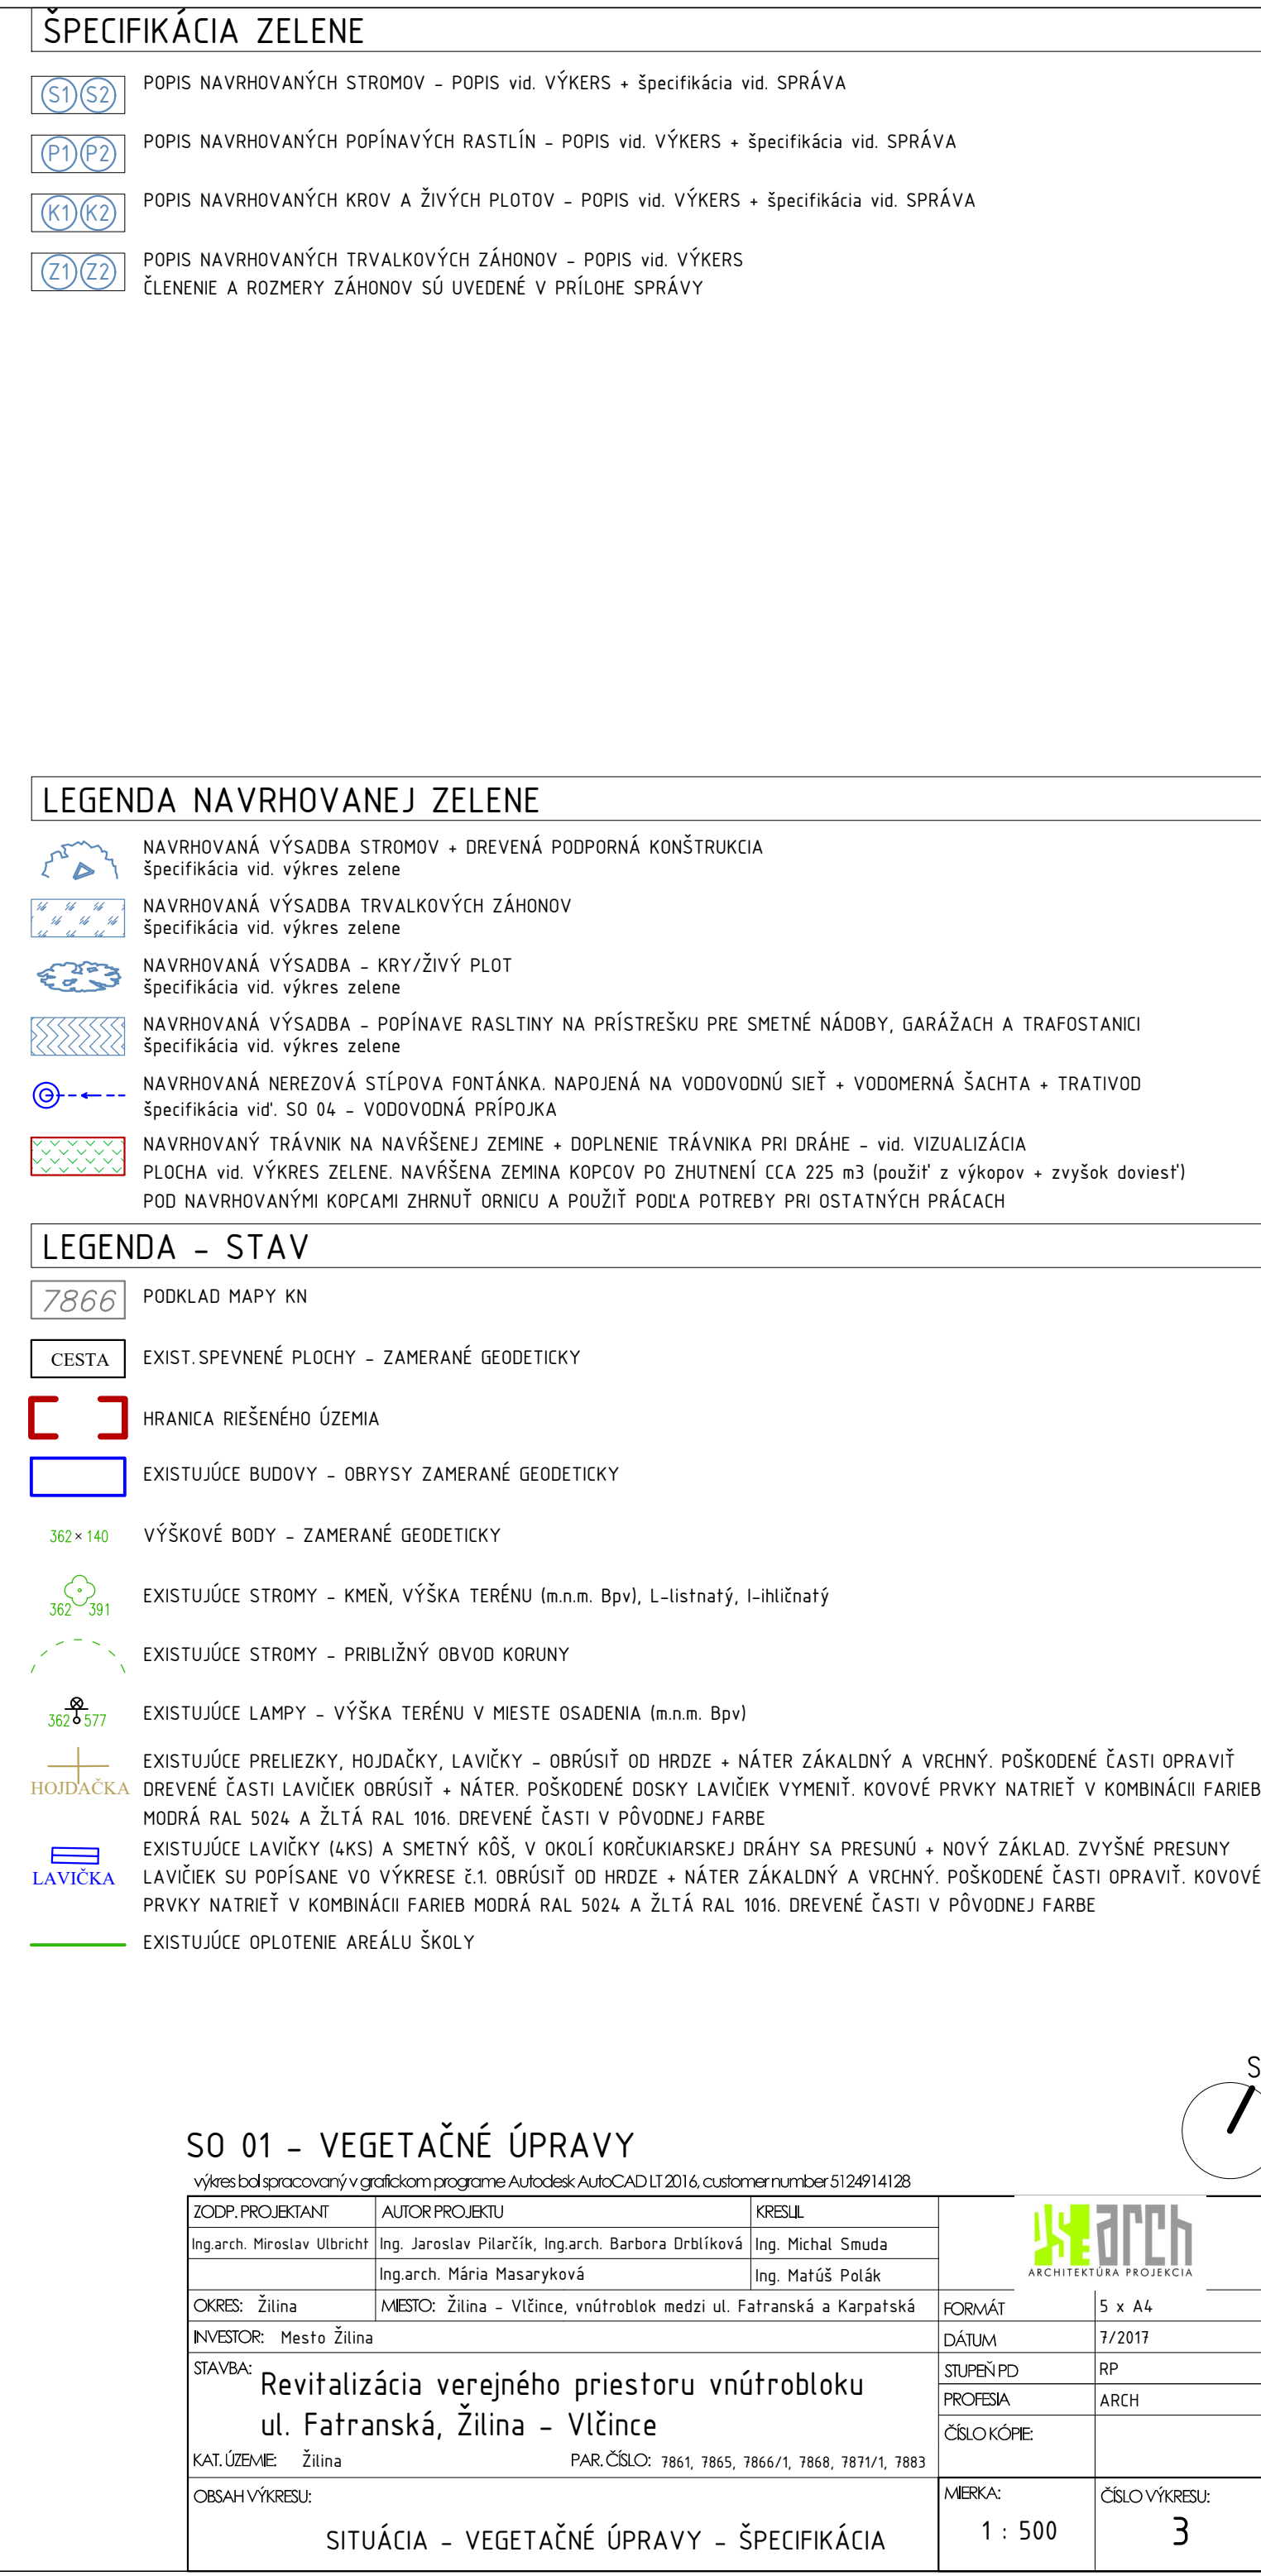 ŠPECIFIKÁCIA ZELENE
S1 S2 POPIS NAVRHOVANÝCH STROMOV - POPIS vid. VÝKERS + špecifikácia vid. SPRÁVA
P1 P2 POPIS NAVRHOVANÝCH POPÍNAVÝCH RASTLÍN - POPIS vid. VÝKERS + špecifikácia vid. SPRÁVA
K1 K2 POPIS NAVRHOVANÝCH KROV A ŽIVÝCH PLOTOV - POPIS vid. VÝKERS + špecifikácia vid. SPRÁVA
Z1 Z2 POPIS NAVRHOVANÝCH TRVALKOVÝCH ZÁHONOV - POPIS vid. VÝKERS
ČLENENIE A ROZMERY ZÁHONOV SÚ UVEDENÉ V PRÍLOHE SPRÁVY
LEGENDA NAVRHOVANEJ ZELENE
NAVRHOVANÁ VÝSADBA STROMOV + DREVENÁ PODPORNÁ KONŠTRUKCIA
špecifikácia vid. výkres zelene
NAVRHOVANÁ VÝSADBA TRVALKOVÝCH ZÁHONOV
špecifikácia vid. výkres zelene
NAVRHOVANÁ VÝSADBA - KRY/ŽIVÝ PLOT
špecifikácia vid. výkres zelene
NAVRHOVANÁ VÝSADBA - POPÍNAVE RASLTINY NA PRÍSTREŠKU PRE SMETNÉ NÁDOBY, GARÁŽACH A TRAFOSTANICI
špecifikácia vid. výkres zelene
NAVRHOVANÁ NEREZOVÁ STĹPOVA FONTÁNKA. NAPOJENÁ NA VODOVODNÚ SIEŤ + VODOMERNÁ ŠACHTA + TRATIVOD
špecifikácia viď. SO 04 - VODOVODNÁ PRÍPOJKA
NAVRHOVANÝ TRÁVNIK NA NAVŔŠENEJ ZEMINE + DOPLNENIE TRÁVNIKA PRI DRÁHE - vid. VIZUALIZÁCIA
PLOCHA vid. VÝKRES ZELENE. NAVŔŠENA ZEMINA KOPCOV PO ZHUTNENÍ CCA 225 m3 (použiť z výkopov + zvyšok doviesť)
POD NAVRHOVANÝMI KOPCAMI ZHRNUŤ ORNICU A POUŽIŤ PODĽA POTREBY PRI OSTATNÝCH PRÁCACH
LEGENDA - STAV
7866 PODKLAD MAPY KN
CESTA EXIST. SPEVNENÉ PLOCHY - ZAMERANÉ GEODETICKY
HRANICA RIEŠENÉHO ÚZEMIA
EXISTUJÚCE BUDOVY - OBRYSY ZAMERANÉ GEODETICKY
362 × 140 VÝŠKOVÉ BODY - ZAMERANÉ GEODETICKY
362 391 EXISTUJÚCE STROMY - KMEŇ, VÝŠKA TERÉNU (m.n.m. Bpv), L-listnatý, I-ihličnatý
EXISTUJÚCE STROMY - PRIBLIŽNÝ OBVOD KORUNY
362 577 EXISTUJÚCE LAMPY - VÝŠKA TERÉNU V MIESTE OSADENIA (m.n.m. Bpv)
EXISTUJÚCE PRELIEZKY, HOJDAČKY, LAVIČKY - OBRÚSIŤ OD HRDZE + NÁTER ZÁKALDNÝ A VRCHNÝ. POŠKODENÉ ČASTI OPRAVIŤ
HOJDAČKA DREVENÉ ČASTI LAVIČIEK OBRÚSIŤ + NÁTER. POŠKODENÉ DOSKY LAVIČIEK VYMENIŤ. KOVOVÉ PRVKY NATRIEŤ V KOMBINÁCII FARIEB
MODRÁ RAL 5024 A ŽLTÁ RAL 1016. DREVENÉ ČASTI V PÔVODNEJ FARBE
EXISTUJÚCE LAVIČKY (4KS) A SMETNÝ KÔŠ, V OKOLÍ KORČUKIARSKEJ DRÁHY SA PRESUNÚ + NOVÝ ZÁKLAD. ZVYŠNÉ PRESUNY
LAVIČKA LAVIČIEK SU POPÍSANE VO VÝKRESE č.1. OBRÚSIŤ OD HRDZE + NÁTER ZÁKALDNÝ A VRCHNÝ. POŠKODENÉ ČASTI OPRAVIŤ. KOVOVÉ
PRVKY NATRIEŤ V KOMBINÁCII FARIEB MODRÁ RAL 5024 A ŽLTÁ RAL 1016. DREVENÉ ČASTI V PÔVODNEJ FARBE
EXISTUJÚCE OPLOTENIE AREÁLU ŠKOLY
S
SO 01 - VEGETAČNÉ ÚPRAVY
výkres bol spracovaný v grafickom programe Autodesk AutoCAD LT 2016, customer number 5124914128
ZODP. PROJEKTANT AUTOR PROJEKTU KRESLIL
Ing.arch. Miroslav Ulbricht Ing. Jaroslav Pilarčík, Ing.arch. Barbora Drblíková Ing. Michal Smuda
Ing.arch. Mária Masaryková Ing. Matúš Polák
arch
ARCHITEKTÚRA PROJEKCIA
OKRES: Žilina MIESTO: Žilina - Vlčince, vnútroblok medzi ul. Fatranská a Karpatská FORMÁT 5 x A4
INVESTOR: Mesto Žilina DÁTUM 7/2017
STAVBA: Revitalizácia verejného priestoru vnútrobloku
ul. Fatranská, Žilina - Vlčince
STUPEŇ PD RP
PROFESIA ARCH
ČÍSLO KÓPIE:
KAT. ÚZEMIE: Žilina PAR. ČÍSLO: 7861, 7865, 7866/1, 7868, 7871/1, 7883
OBSAH VÝKRESU: MIERKA: ČÍSLO VÝKRESU:
SITUÁCIA - VEGETAČNÉ ÚPRAVY - ŠPECIFIKÁCIA 1 : 500 3